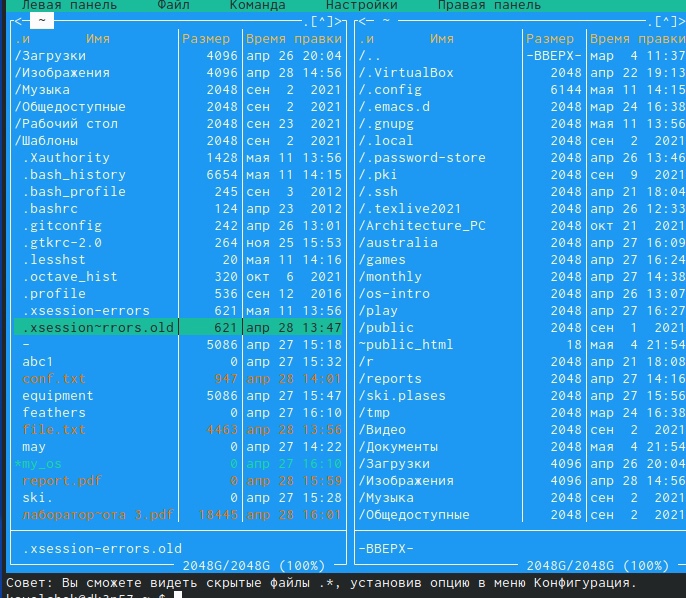 Левая панель Файл Команда Настройки Правая панель
<─ ~ .[^]> <─ ~ .[^]>
.и Имя Размер Время правки .и Имя Размер Время правки
/Загрузки 4096 апр 26 20:04 /.. -ВВЕРХ- мар 4 11:37
/Изображения 4096 апр 28 14:56 /.VirtualBox 2048 апр 22 19:13
/Музыка 2048 сен 2 2021 /.config 6144 мая 11 14:15
/Общедоступные 2048 сен 2 2021 /.emacs.d 2048 мар 24 16:38
/Рабочий стол 2048 сен 23 2021 /.gnupg 2048 мая 11 13:56
/Шаблоны 2048 сен 2 2021 /.local 2048 сен 2 2021
.Xauthority 1428 мая 11 13:56 /.password-store 2048 апр 26 13:46
.bash_history 6654 мая 11 14:15 /.pki 2048 сен 9 2021
.bash_profile 245 сен 3 2012 /.ssh 2048 апр 21 18:04
.bashrc 124 апр 23 2012 /.texlive2021 2048 апр 26 12:33
.gitconfig 242 апр 26 13:01 /Architecture_PC 2048 окт 21 2021
.gtkrc-2.0 264 ноя 25 15:53 /australia 2048 апр 27 16:09
.lesshst 20 мая 11 14:16 /games 2048 апр 27 16:24
.octave_hist 320 окт 6 2021 /monthly 2048 апр 27 14:38
.profile 536 сен 12 2016 /os-intro 2048 апр 26 13:07
.xsession-errors 621 мая 11 13:56 /play 2048 апр 27 16:27
.xsession~rrors.old 621 апр 28 13:47 /public 2048 сен 1 2021
- 5086 апр 27 15:18 ~public_html 18 мая 4 21:54
abc1 0 апр 27 15:32 /r 2048 апр 21 18:08
conf.txt 947 апр 28 14:01 /reports 2048 апр 27 14:16
equipment 5086 апр 27 15:47 /ski.plases 2048 апр 27 15:56
feathers 0 апр 27 16:10 /tmp 2048 мар 24 16:38
file.txt 4463 апр 28 13:56 /Видео 2048 сен 2 2021
may 0 апр 27 14:22 /Документы 2048 мая 4 21:54
*my_os 0 апр 27 16:10 /Загрузки 4096 апр 26 20:04
report.pdf 0 апр 28 15:59 /Изображения 4096 апр 28 14:56
ski. 0 апр 27 15:28 /Музыка 2048 сен 2 2021
лаборатор~ота 3.pdf 18445 апр 28 16:01 /Общедоступные 2048 сен 2 2021
.xsession-errors.old -ВВЕРХ-
2048G/2048G (100%) 2048G/2048G (100%)
Совет: Вы сможете видеть скрытые файлы .*, установив опцию в меню Конфигурация.